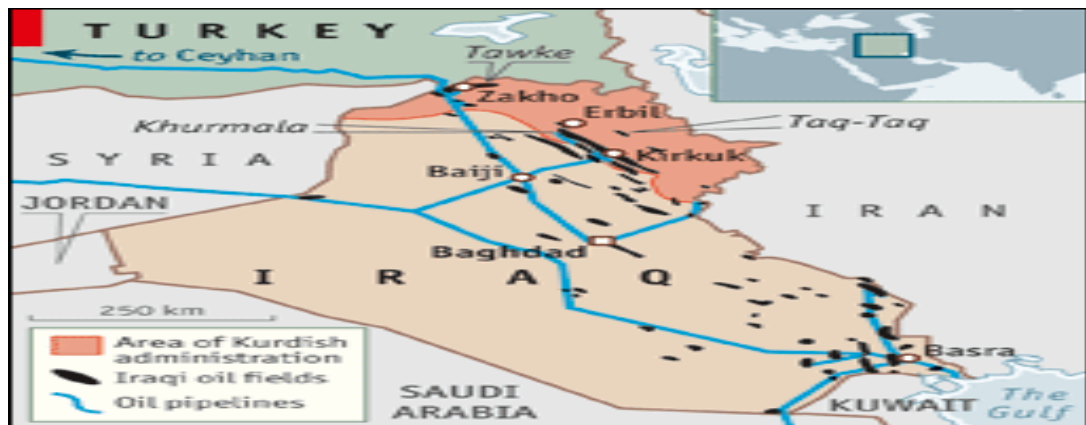 TURKEY
to Ceyhan
Tawke
Zakho
Erbil
Khurmala
Taq-Taq
Kirkuk
SYRIA
Baiji
JORDAN
IRAN
Baghdad
IRAQ
250 km
Area of Kurdish
administration
Iraqi oil fields
Oil pipelines
Basra
SAUDI
ARABIA
KUWAIT
The
Gulf